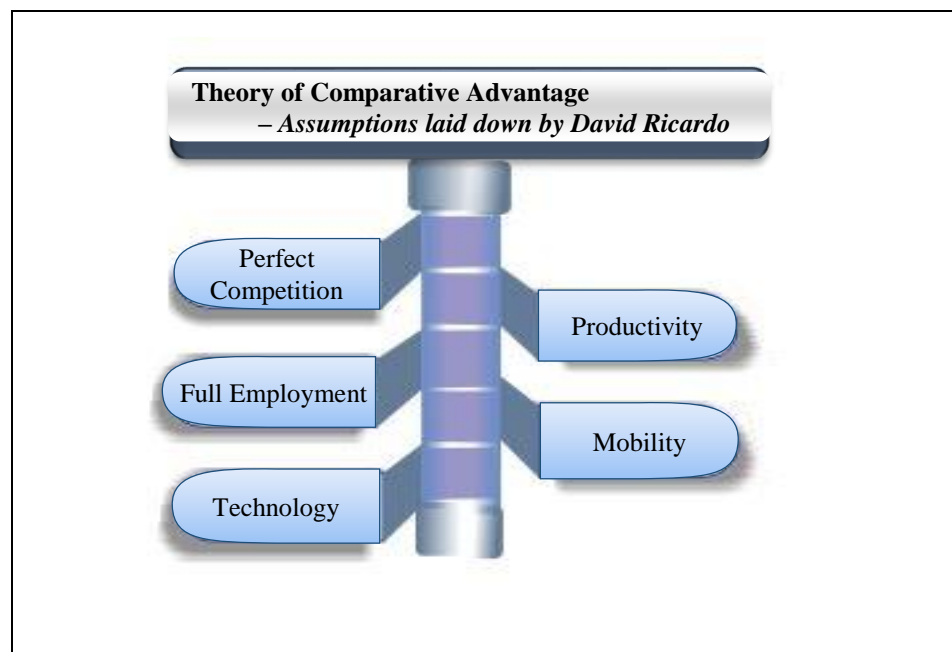 Theory of Comparative Advantage
– Assumptions laid down by David Ricardo
Perfect
Competition
Productivity
Full Employment
Mobility
Technology